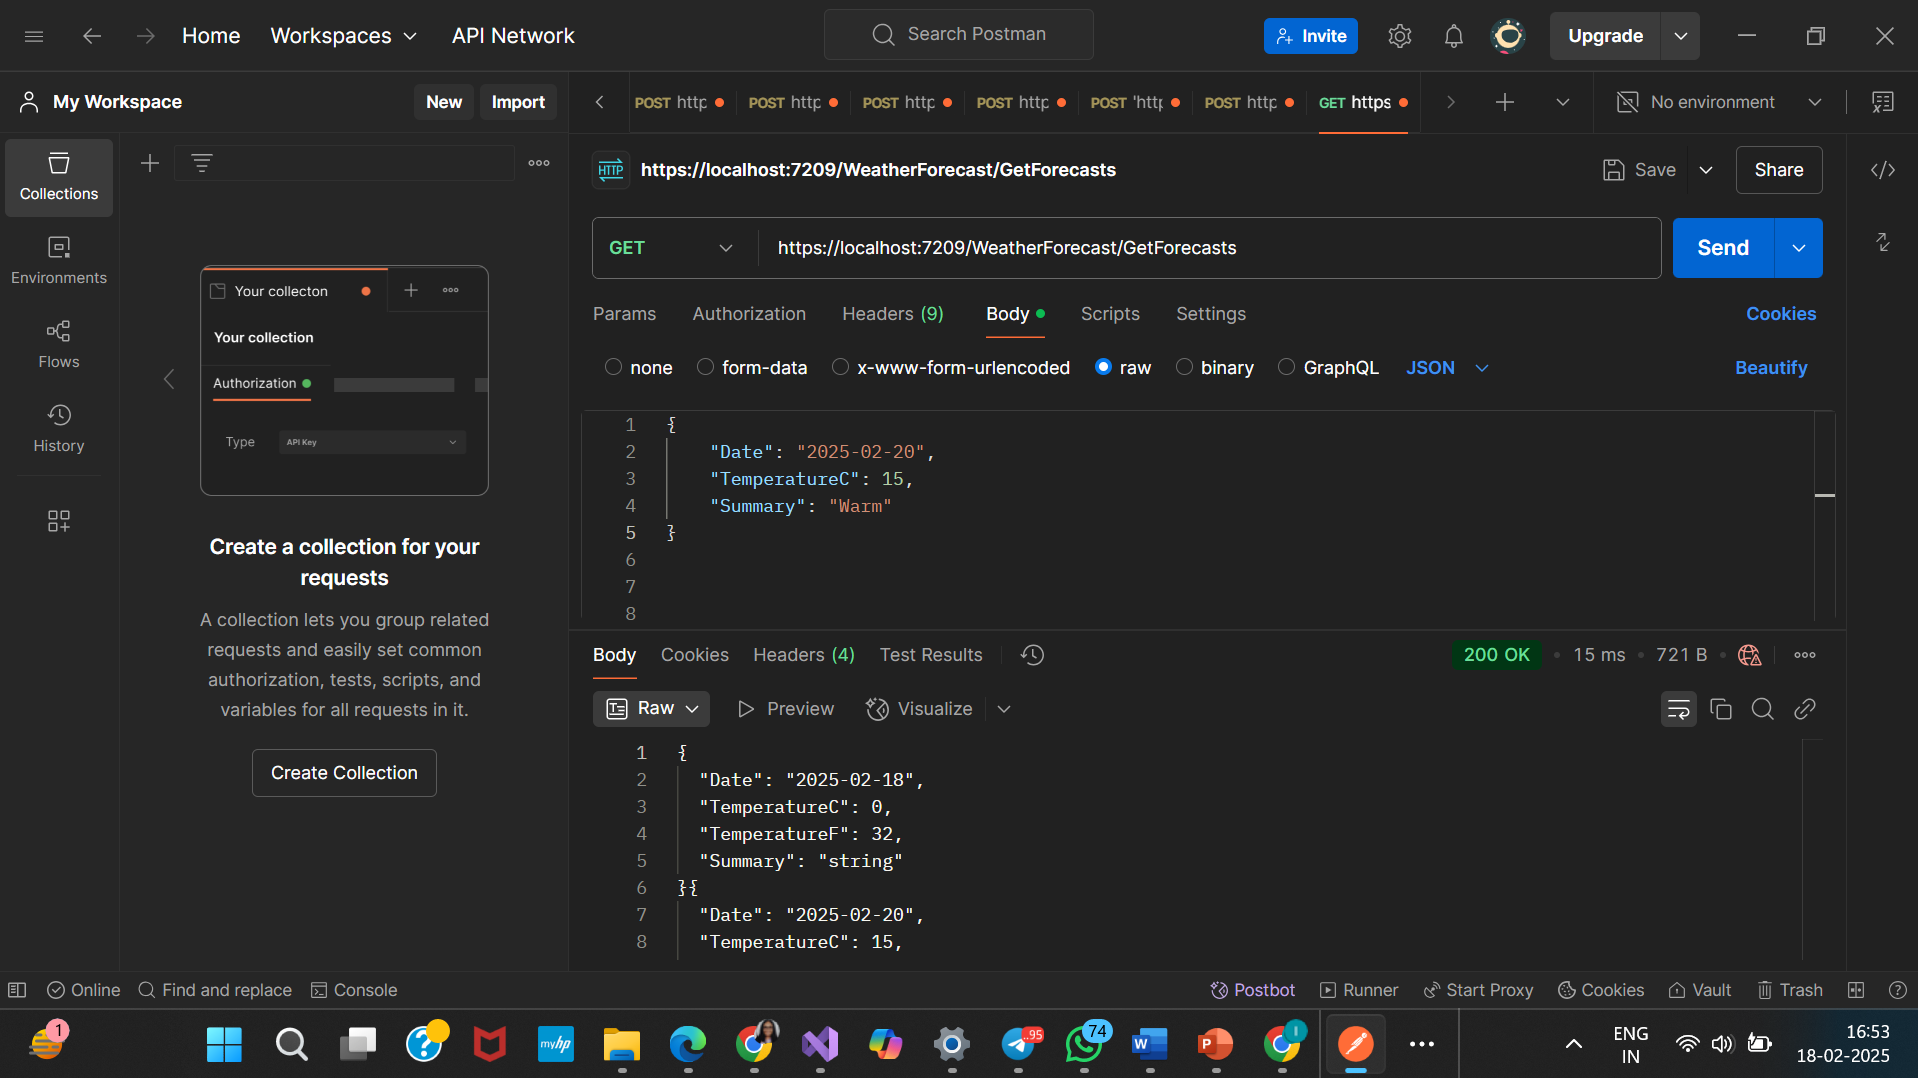 Home Workspaces API Network Search Postman Invite Upgrade
My Workspace New Import POST http POST http POST http POST http POST 'http POST http GET https No environment
Collections
Environments
Flows
History
Your collecton
Your collection
Authorization
Type API Key
Create a collection for your
requests
A collection lets you group related
requests and easily set common
authorization, tests, scripts, and
variables for all requests in it.
Create Collection
HTTP https://localhost:7209/WeatherForecast/GetForecasts Save Share
GET https://localhost:7209/WeatherForecast/GetForecasts Send
Params Authorization Headers (9) Body Scripts Settings Cookies
none form-data x-www-form-urlencoded raw binary GraphQL JSON Beautify
1 {
2 "Date": "2025-02-20",
3 "TemperatureC": 15,
4 "Summary": "Warm"
5 }
6
7
8
Body Cookies Headers (4) Test Results 200 OK • 15 ms • 721 B
Raw Preview Visualize
1 {
2 "Date": "2025-02-18",
3 "TemperatureC": 0,
4 "TemperatureF": 32,
5 "Summary": "string"
6 }{
7 "Date": "2025-02-20",
8 "TemperatureC": 15,
Online Find and replace Console Postbot Runner Start Proxy Cookies Vault Trash
1 myhp ..95 74 W P ENG 16:53
IN 18-02-2025